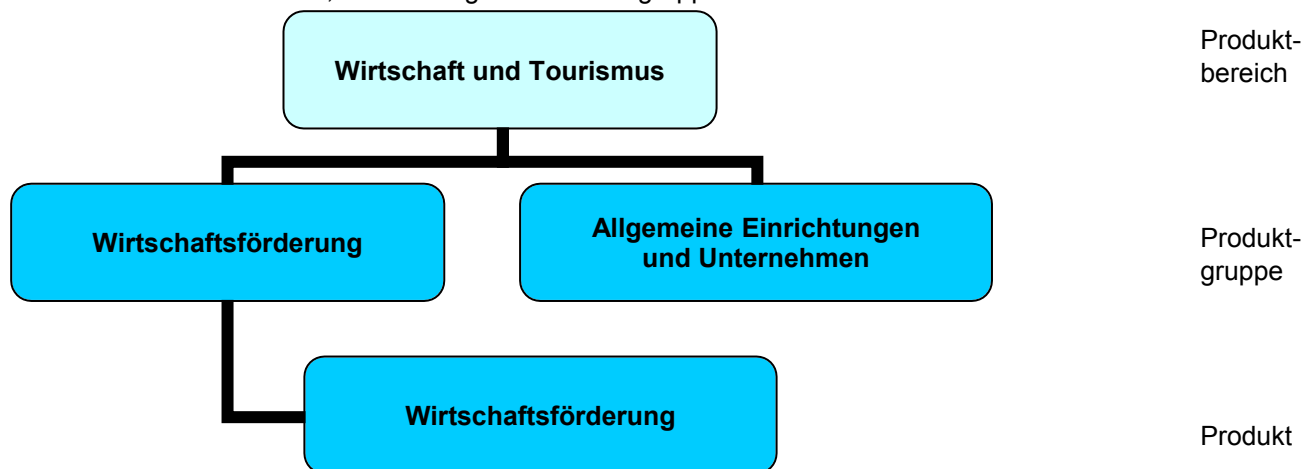 Produkt-
bereich
Wirtschaft und Tourismus
Wirtschaftsförderung
Allgemeine Einrichtungen
und Unternehmen
Produkt-
gruppe
Wirtschaftsförderung
Produkt